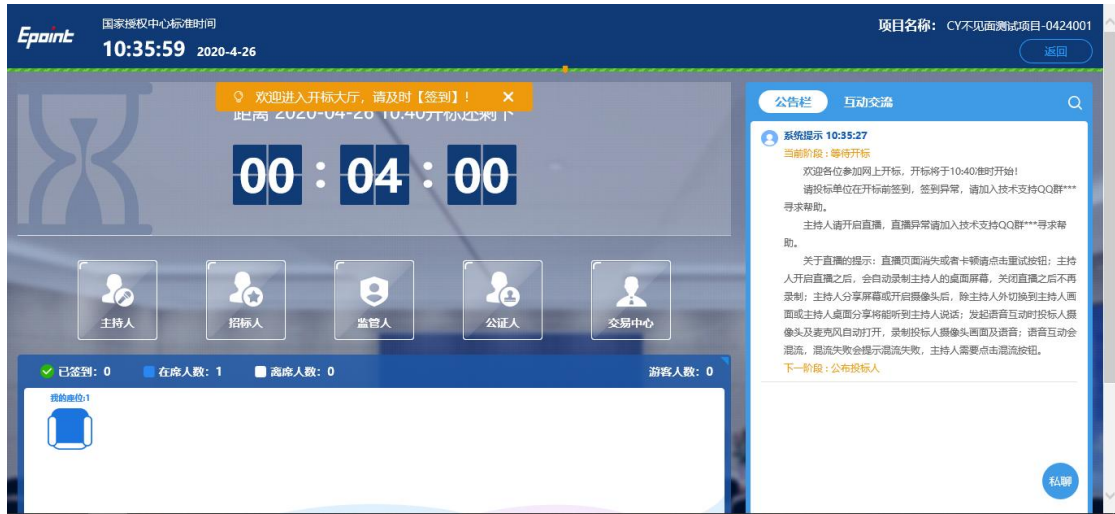 Epoint
国家授权中心标准时间
10:35:59 2020-4-26
项目名称： CY不见面测试项目-0424001
返回
欢迎进入开标大厅，请及时【签到】！ ×
距离 2020-04-26 10:40开标还剩下
00 : 04 : 00
主持人
招标人
监管人
公证人
交易中心
已签到：0
在席人数：1
离席人数：0
游客人数：0
我的座位:1
公告栏
互动交流
系统提示 10:35:27
当前阶段：等待开标
欢迎各位参加网上开标，开标将于10:40准时开始！
请投标单位在开标前签到，签到异常，请加入技术支持QQ群***
寻求帮助。
主持人请开启直播，直播异常请加入技术支持QQ群***寻求帮
助。
关于直播的提示：直播页面消失或者卡顿请点击重试按钮；主持
人开启直播之后，会自动录制主持人的桌面屏幕，关闭直播之后不再
录制；主持人分享屏幕或开启摄像头后，除主持人外切换到主持人画
面或主持人桌面分享将能听到主持人说话；发起语音互动时投标人摄
像头及麦克风自动打开，录制投标人摄像头画面及语音；语音互动会
混流，混流失败会提示混流失败，主持人需要点击混流按钮。
下一阶段：公布投标人
私聊